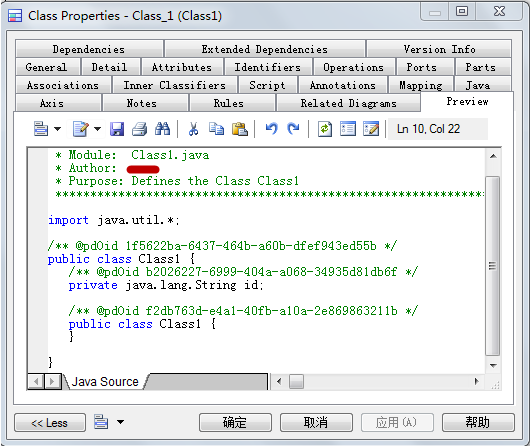 Class Properties - Class_1 (Class1)
Dependencies Extended Dependencies Version Info
General Detail Attributes Identifiers Operations Ports Parts
Associations Inner Classifiers Script Annotations Mapping Java
Axis Notes Rules Related Diagrams Preview
Ln 10, Col 22
* Module:  Class1.java
* Author:
* Purpose: Defines the Class Class1
***************************************************************
import java.util.*;
/** @pdOid 1f5622ba-6437-464b-a60b-dfef943ed55b */
public class Class1 {
/** @pdOid b2026227-6999-404a-a068-34935d81db6f */
private java.lang.String id;
/** @pdOid f2db763d-e4a1-40fb-a10a-2e869863211b */
public class Class1 {
}
}
Java Source
<< Less 确定 取消 应用(A) 帮助